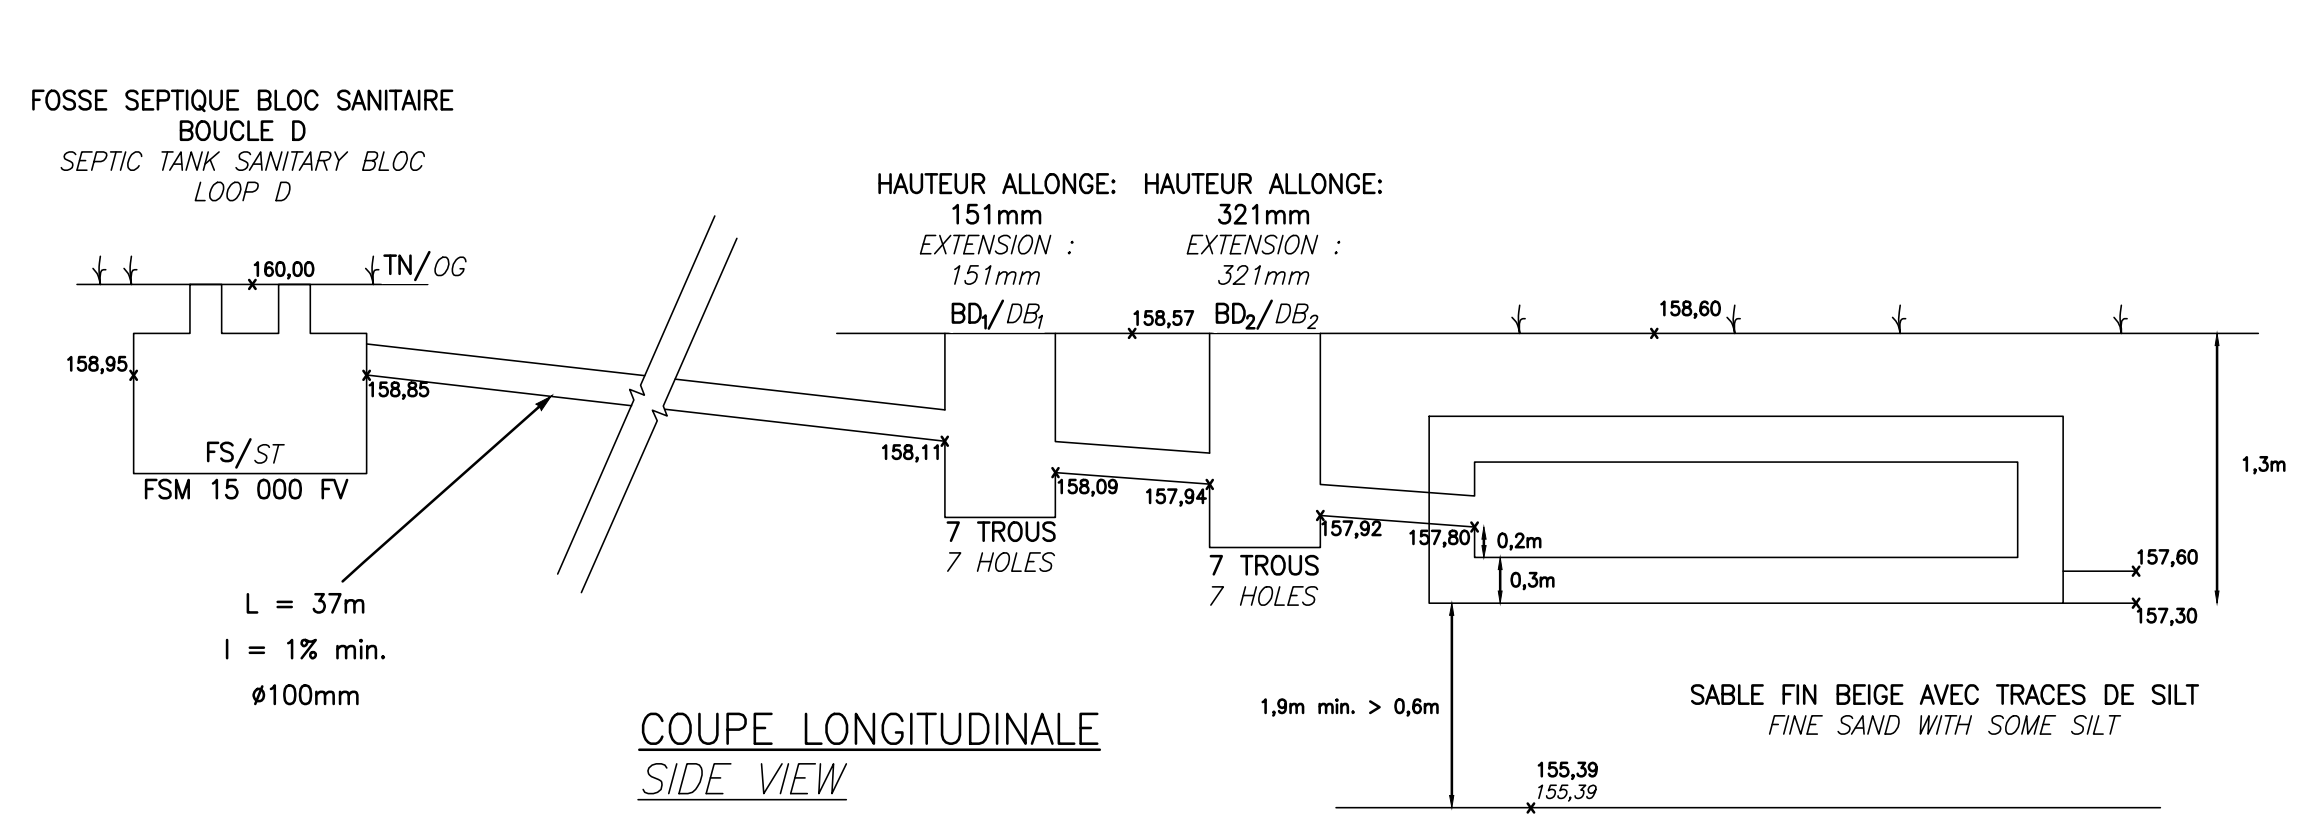 FOSSE SEPTIQUE BLOC SANITAIRE
BOUCLE D
SEPTIC TANK SANITARY BLOC
LOOP D
160,00
TN/OG
158,95
158,85
FS/ST
FSM 15 000 FV
L = 37m
I = 1% min.
ø100mm
HAUTEUR ALLONGE:
151mm
EXTENSION :
151mm
BD1/DB1
HAUTEUR ALLONGE:
321mm
EXTENSION :
321mm
BD2/DB2
158,57
158,60
158,11
158,09
157,94
157,92
157,80
7 TROUS
7 HOLES
7 TROUS
7 HOLES
0,2m
0,3m
1,3m
157,60
157,30
1,9m min. > 0,6m
SABLE FIN BEIGE AVEC TRACES DE SILT
FINE SAND WITH SOME SILT
155,39
155,39
COUPE LONGITUDINALE
SIDE VIEW